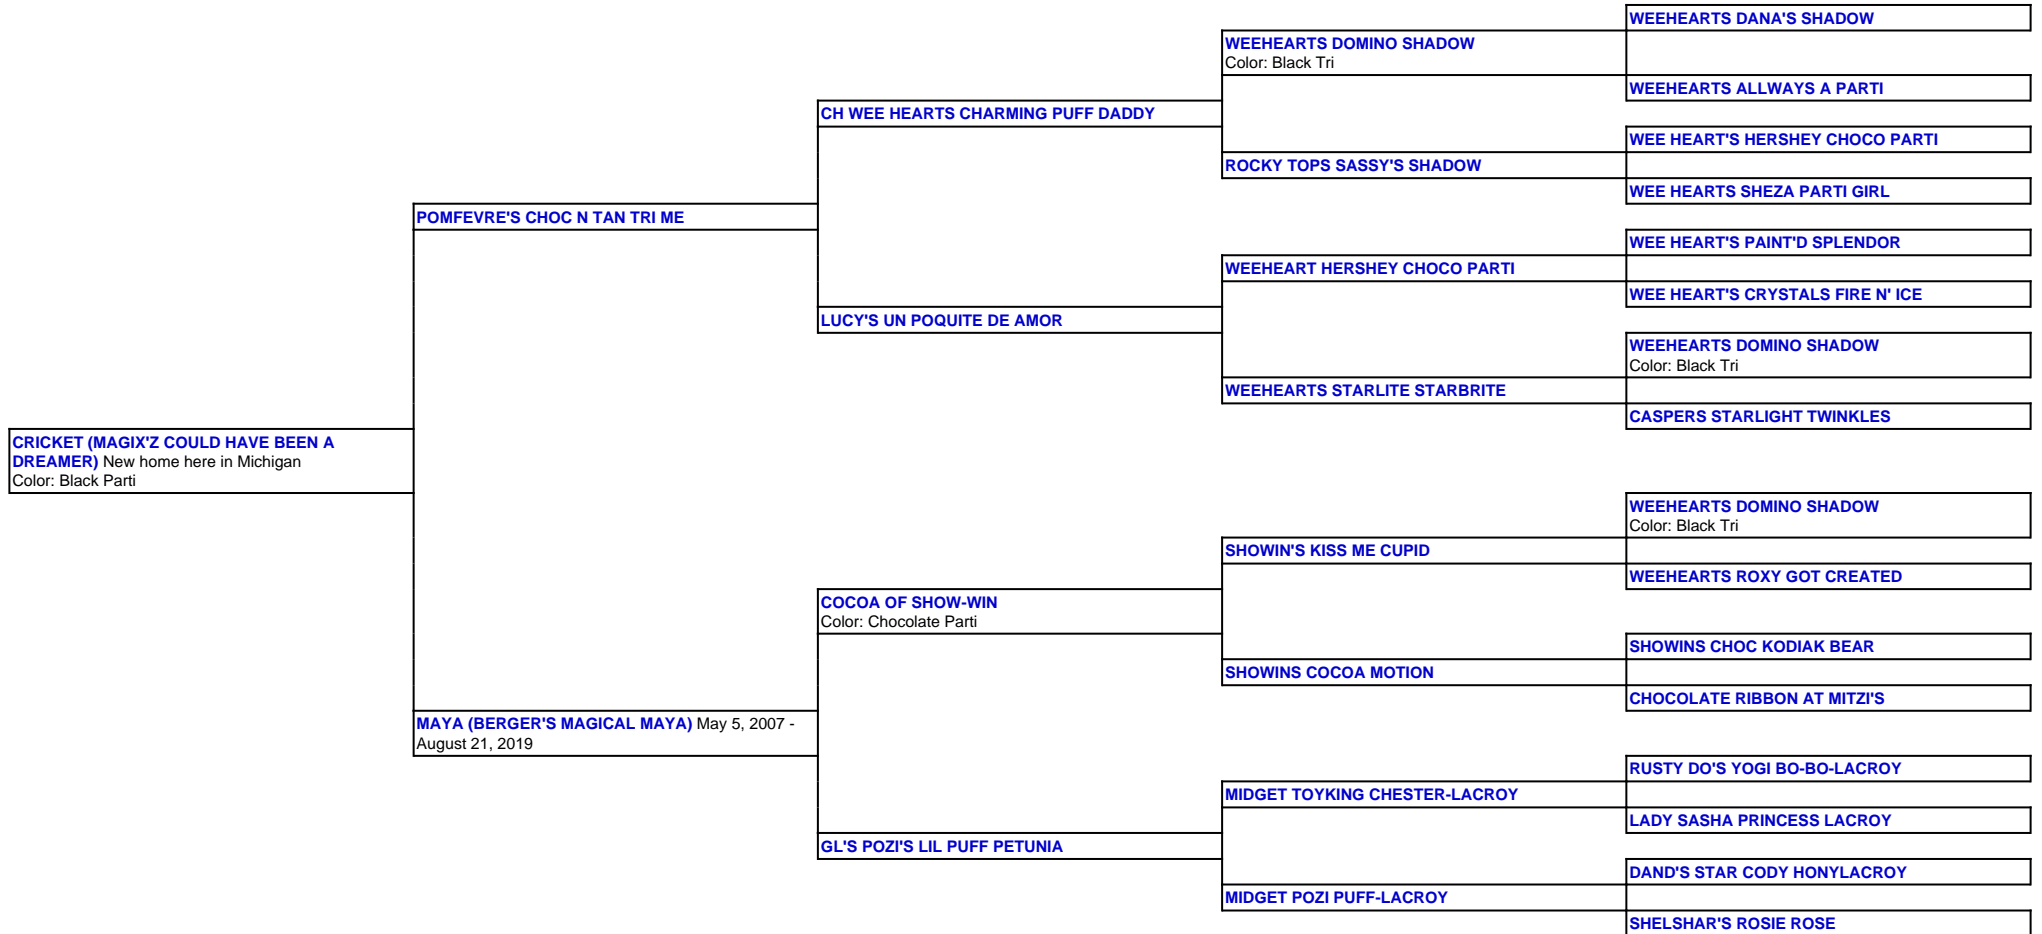 WEEHEARTS DANA'S SHADOW
WEEHEARTS DOMINO SHADOW
Color: Black Tri
WEEHEARTS ALLWAYS A PARTI
CH WEE HEARTS CHARMING PUFF DADDY
WEE HEART'S HERSHEY CHOCO PARTI
ROCKY TOPS SASSY'S SHADOW
WEE HEARTS SHEZA PARTI GIRL
POMFEVRE'S CHOC N TAN TRI ME
WEE HEART'S PAINT'D SPLENDOR
WEEHEART HERSHEY CHOCO PARTI
WEE HEART'S CRYSTALS FIRE N' ICE
LUCY'S UN POQUITE DE AMOR
WEEHEARTS DOMINO SHADOW
Color: Black Tri
WEEHEARTS STARLITE STARBRITE
CASPERS STARLIGHT TWINKLES
CRICKET (MAGIX'Z COULD HAVE BEEN A
DREAMER) New home here in Michigan
Color: Black Parti
WEEHEARTS DOMINO SHADOW
Color: Black Tri
SHOWIN'S KISS ME CUPID
WEEHEARTS ROXY GOT CREATED
COCOA OF SHOW-WIN
Color: Chocolate Parti
SHOWINS CHOC KODIAK BEAR
SHOWINS COCOA MOTION
CHOCOLATE RIBBON AT MITZI'S
MAYA (BERGER'S MAGICAL MAYA) May 5, 2007 -
August 21, 2019
RUSTY DO'S YOGI BO-BO-LACROY
MIDGET TOYKING CHESTER-LACROY
LADY SASHA PRINCESS LACROY
GL'S POZI'S LIL PUFF PETUNIA
DAND'S STAR CODY HONYLACROY
MIDGET POZI PUFF-LACROY
SHELSHAR'S ROSIE ROSE